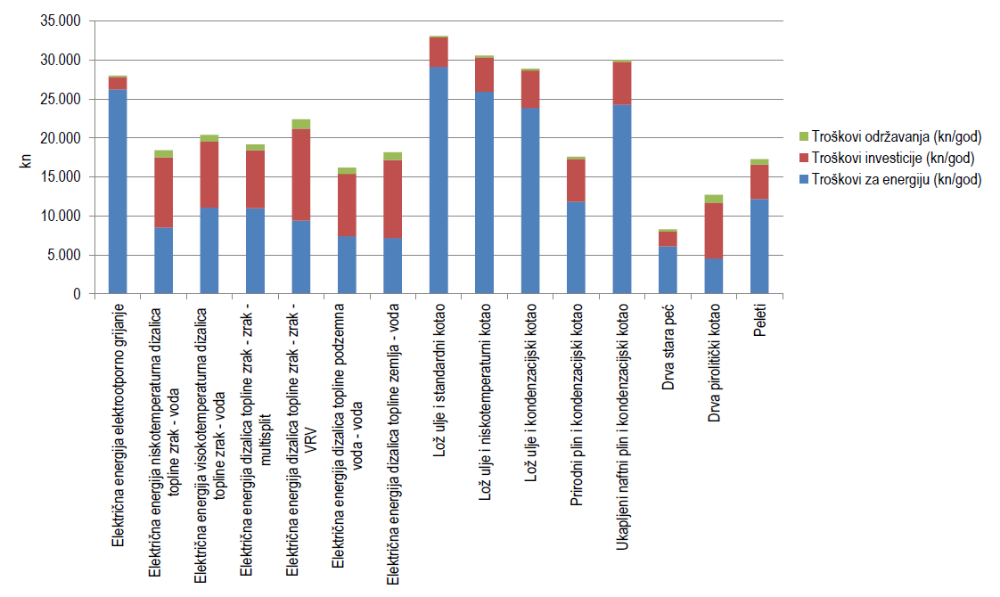 35.000
30.000
25.000
20.000
15.000
10.000
5.000
0
kn
Troškovi održavanja (kn/god)
Troškovi investicije (kn/god)
Troškovi za energiju (kn/god)
Električna energija elektrootporno grijanje
Električna energija niskotemperaturna dizalica
topline zrak - voda
Električna energija visokotemperaturna dizalica
topline zrak - voda
Električna energija dizalica topline zrak - zrak -
multisplit
Električna energija dizalica topline zrak - zrak -
VRV
Električna energija dizalica topline podzemna
voda - voda
Električna energija dizalica topline zemlja - voda
Lož ulje i standardni kotao
Lož ulje i niskotemperaturni kotao
Lož ulje i kondenzacijski kotao
Prirodni plin i kondenzacijski kotao
Ukapljeni naftni plin i kondenzacijski kotao
Drva stara peć
Drva pirolitički kotao
Peleti